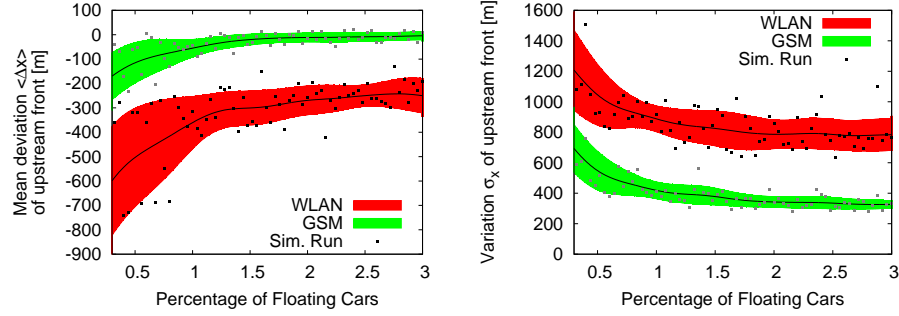 Mean deviation <Δx>
of upstream front [m]
100
0
-100
-200
-300
-400
-500
-600
-700
-800
-900
WLAN
GSM
Sim. Run
0.5
1
1.5
2
2.5
3
Percentage of Floating Cars
Variation σx of upstream front [m]
1600
1400
1200
1000
800
600
400
200
0
WLAN
GSM
Sim. Run
0.5
1
1.5
2
2.5
3
Percentage of Floating Cars